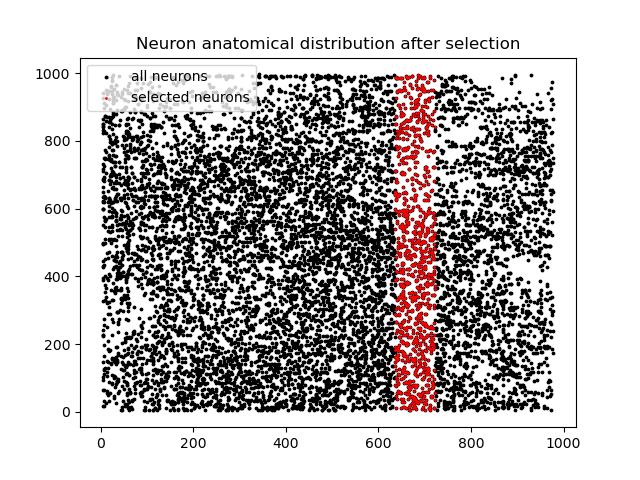 Neuron anatomical distribution after selection
all neurons
selected neurons
1000
800
600
400
200
0
0 200 400 600 800 1000